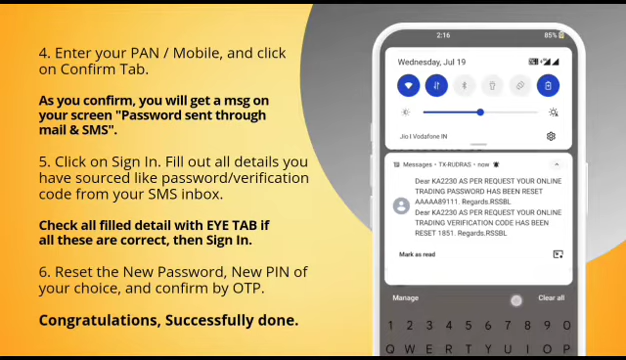 4. Enter your PAN / Mobile, and click
on Confirm Tab.
As you confirm, you will get a msg on
your screen "Password sent through
mail & SMS".
5. Click on Sign In. Fill out all details you
have sourced like password/verification
code from your SMS inbox.
Check all filled detail with EYE TAB if
all these are correct, then Sign In.
6. Reset the New Password, New PIN of
your choice, and confirm by OTP.
Congratulations, Successfully done.
2:16
85%
Wednesday, Jul 19
Jio | Vodafone IN
Messages • TX-RUDRAS • now
Dear KA2230 AS PER REQUEST YOUR ONLINE
TRADING PASSWORD HAS BEEN RESET
AAAAA89111. Regards.RSSBL
Dear KA2230 AS PER REQUEST YOUR ONLINE
TRADING VERIFICATION CODE HAS BEEN
RESET 1851. Regards.RSSBL
Mark as read
Manage
Clear all
1 2 3 4 5 6 7 8 9 0
Q W E R T Y U I O P